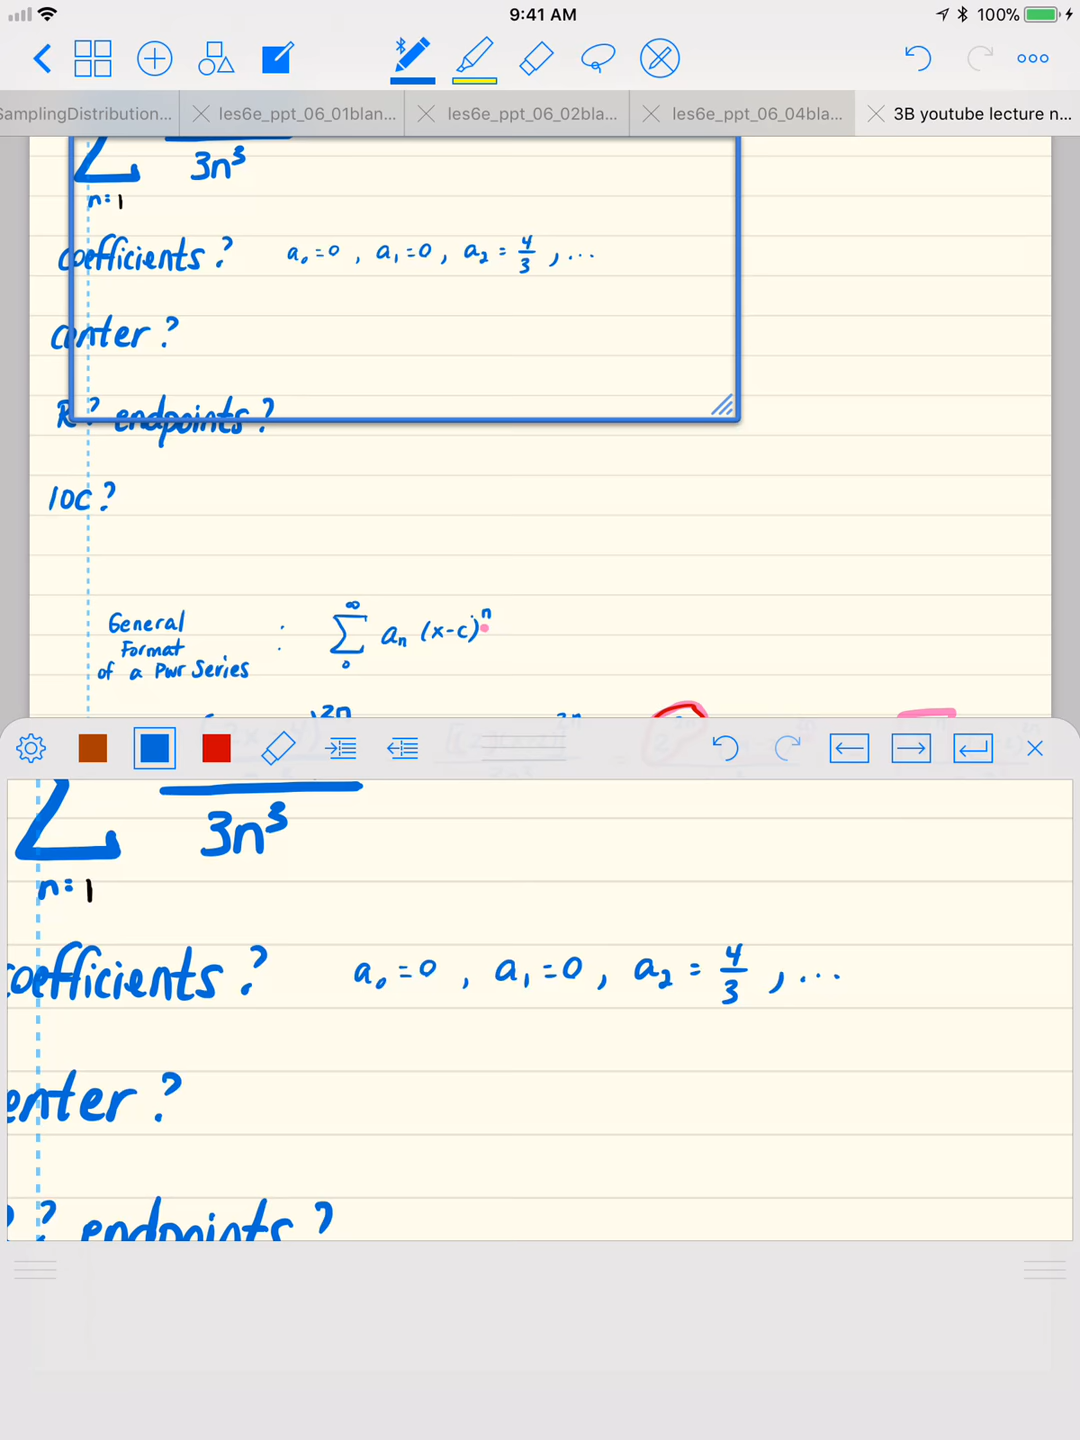 9:41 AM
100%
SamplingDistribution...
les6e_ppt_06_01blan...
les6e_ppt_06_02bla...
les6e_ppt_06_04bla...
3B youtube lecture n...
3n³
n=1
coefficients? a₀=0, a₁=0, a₂=4/3, ...
center?
R? endpoints?
IOC?
General
Format
of a Pwr Series
: ∞ Σ 0 aₙ (x-c)ⁿ
2n
3n³
n=1
coefficients? a₀=0, a₁=0, a₂=4/3, ...
enter?
? endpoints?